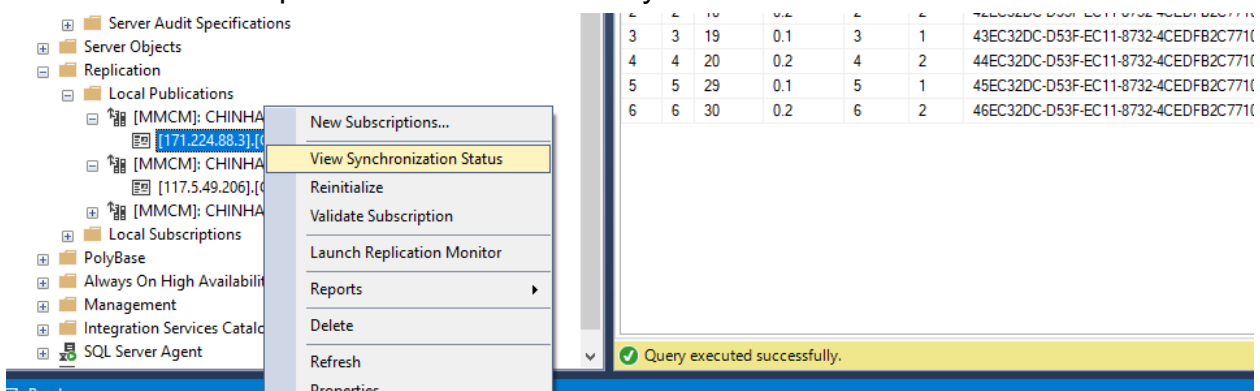 Server Audit Specifications
Server Objects
Replication
Local Publications
[MMCM]: CHINHA
[171.224.88.3].[
[MMCM]: CHINHA
[117.5.49.206].[
[MMCM]: CHINHA
Local Subscriptions
PolyBase
Always On High Availabilit
Management
Integration Services Catalo
SQL Server Agent
New Subscriptions...
View Synchronization Status
Reinitialize
Validate Subscription
Launch Replication Monitor
Reports
Delete
Refresh
Properties
3 3 19 0.1 3 1 43EC32DC-D53F-EC11-8732-4CEDFB2C7710
4 4 20 0.2 4 2 44EC32DC-D53F-EC11-8732-4CEDFB2C7710
5 5 29 0.1 5 1 45EC32DC-D53F-EC11-8732-4CEDFB2C7710
6 6 30 0.2 6 2 46EC32DC-D53F-EC11-8732-4CEDFB2C7710
Query executed successfully.